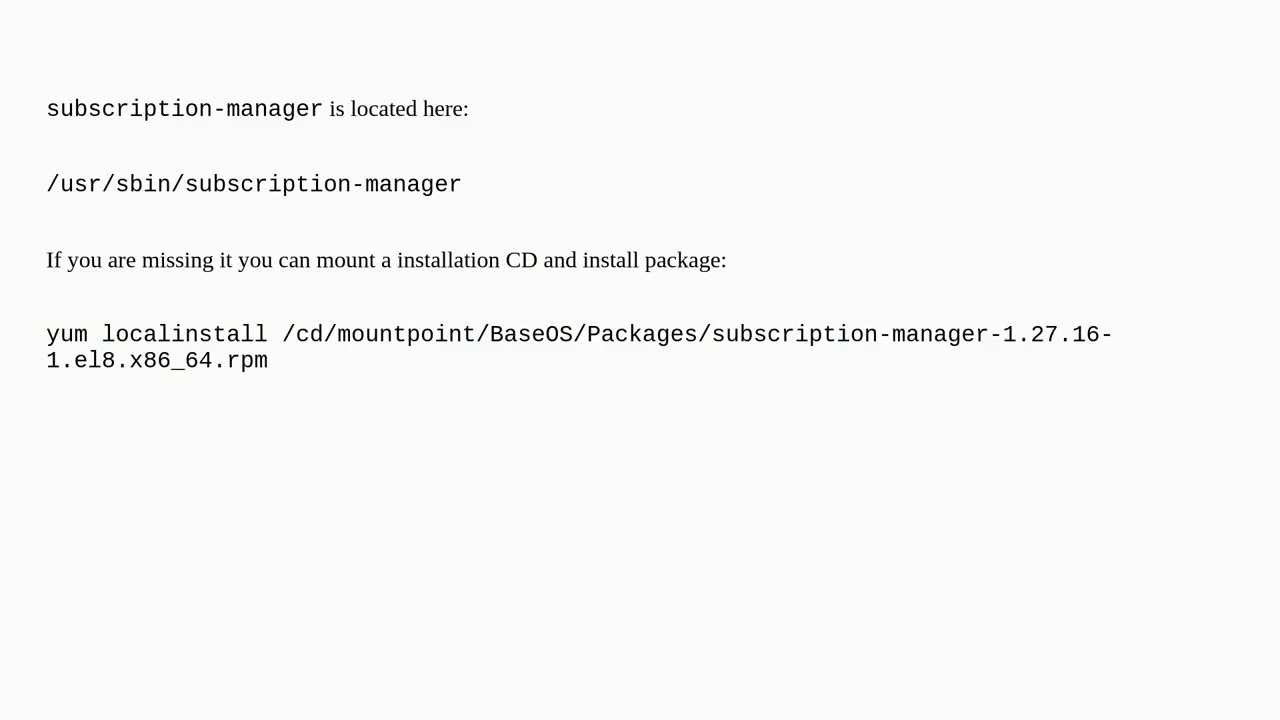 subscription-manager is located here:
/usr/sbin/subscription-manager
If you are missing it you can mount a installation CD and install package:
yum localinstall /cd/mountpoint/BaseOS/Packages/subscription-manager-1.27.16-
1.el8.x86_64.rpm